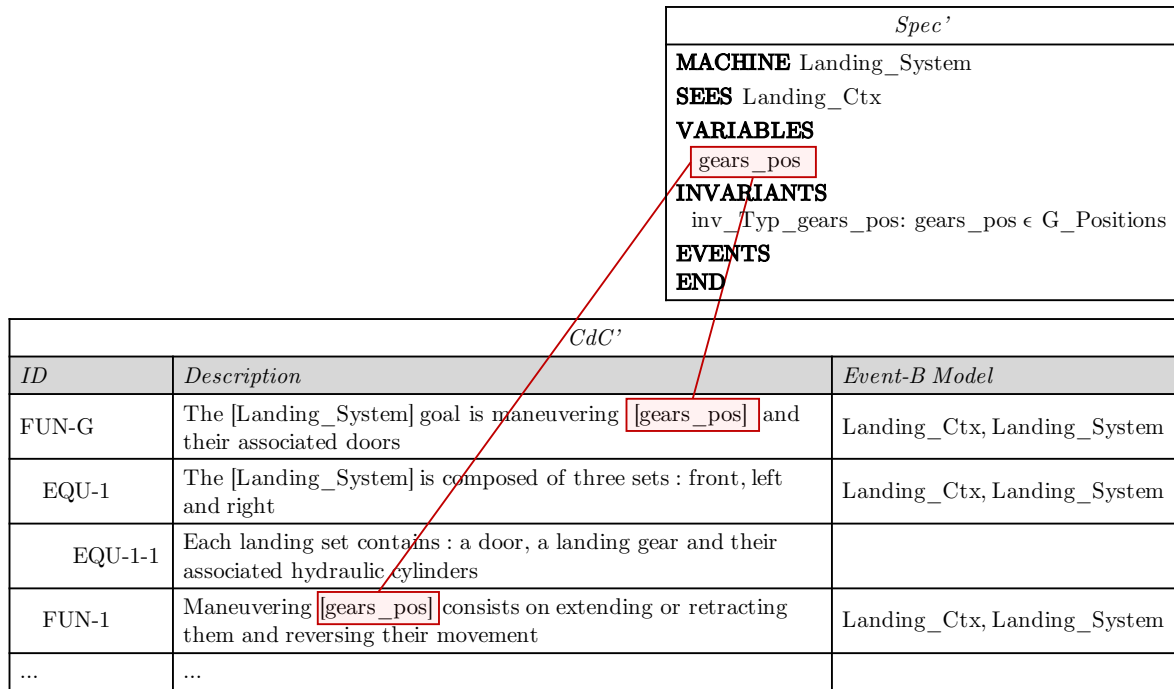 Spec’
MACHINE Landing_System
SEES Landing_Ctx
VARIABLES
gears_pos
INVARIANTS
inv_Typ_gears_pos: gears_pos ϵ G_Positions
EVENTS
END
CdC’
ID Description Event-B Model
FUN-G The [Landing_System] goal is maneuvering [gears_pos] and
their associated doors Landing_Ctx, Landing_System
EQU-1 The [Landing_System] is composed of three sets : front, left
and right Landing_Ctx, Landing_System
EQU-1-1 Each landing set contains : a door, a landing gear and their
associated hydraulic cylinders
FUN-1 Maneuvering [gears_pos] consists on extending or retracting
them and reversing their movement Landing_Ctx, Landing_System
... ...